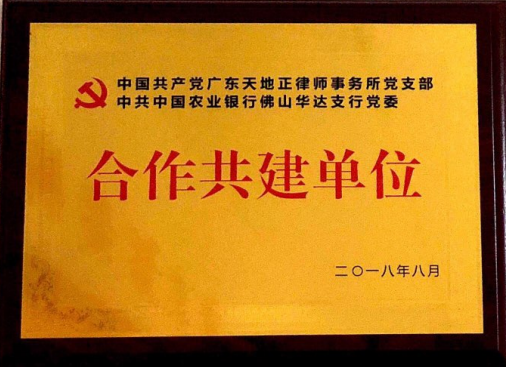 中国共产党广东天地正律师事务所党支部
中共中国农业银行佛山华达支行党委
合作共建单位
二〇一八年八月